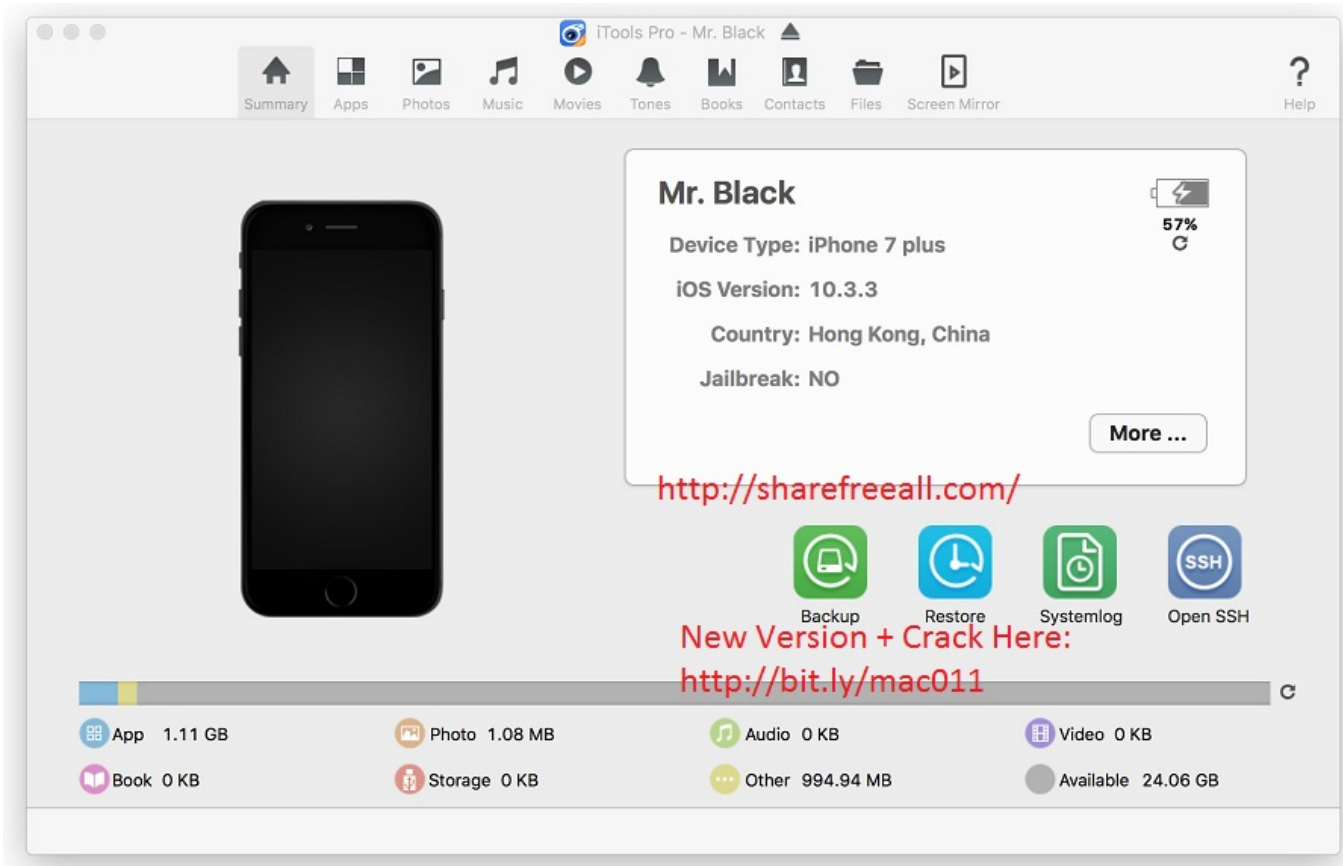 iTools Pro - Mr. Black
Summary Apps Photos Music Movies Tones Books Contacts Files Screen Mirror ? Help
Mr. Black
57%
Device Type: iPhone 7 plus
iOS Version: 10.3.3
Country: Hong Kong, China
Jailbreak: NO
More ...
http://sharefreeall.com/
SSH
Backup Restore Systemlog Open SSH
New Version + Crack Here:
http://bit.ly/mac011
App 1.11 GB Photo 1.08 MB Audio 0 KB Video 0 KB
Book 0 KB Storage 0 KB Other 994.94 MB Available 24.06 GB